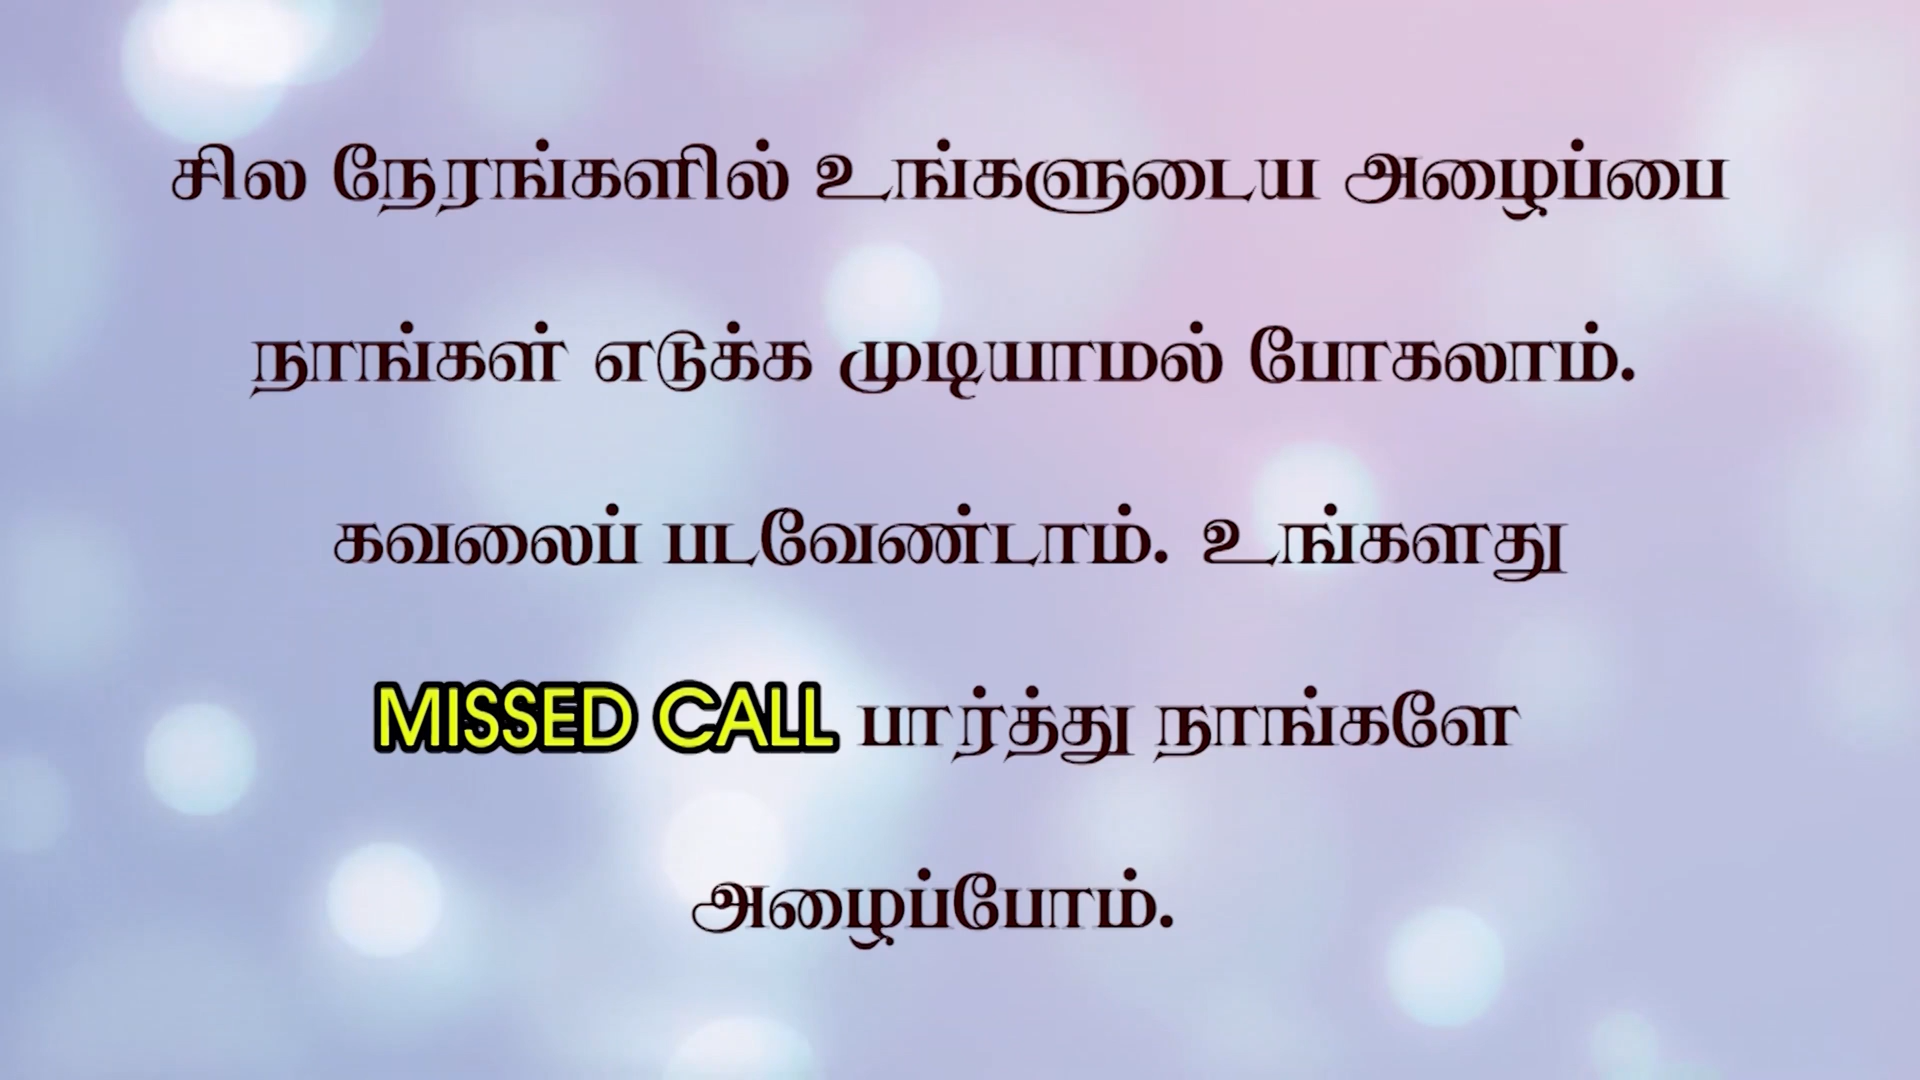 சில நேரங்களில் உங்களுடைய அழைப்பை
நாங்கள் எடுக்க முடியாமல் போகலாம்.
கவலைப் படவேண்டாம். உங்களது
MISSED CALL பார்த்து நாங்களே
அழைப்போம்.